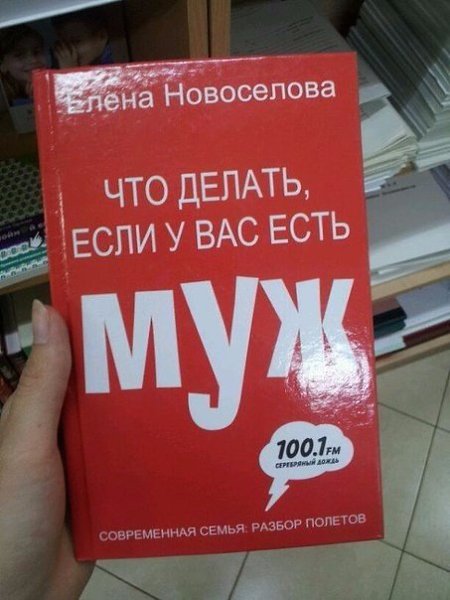 Елена Новоселова
ЧТО ДЕЛАТЬ,
ЕСЛИ У ВАС ЕСТЬ
МУЖ
100.1 FM
СЕРЕБРЯНЫЙ ДОЖДЬ
СОВРЕМЕННАЯ СЕМЬЯ: РАЗБОР ПОЛЕТОВ